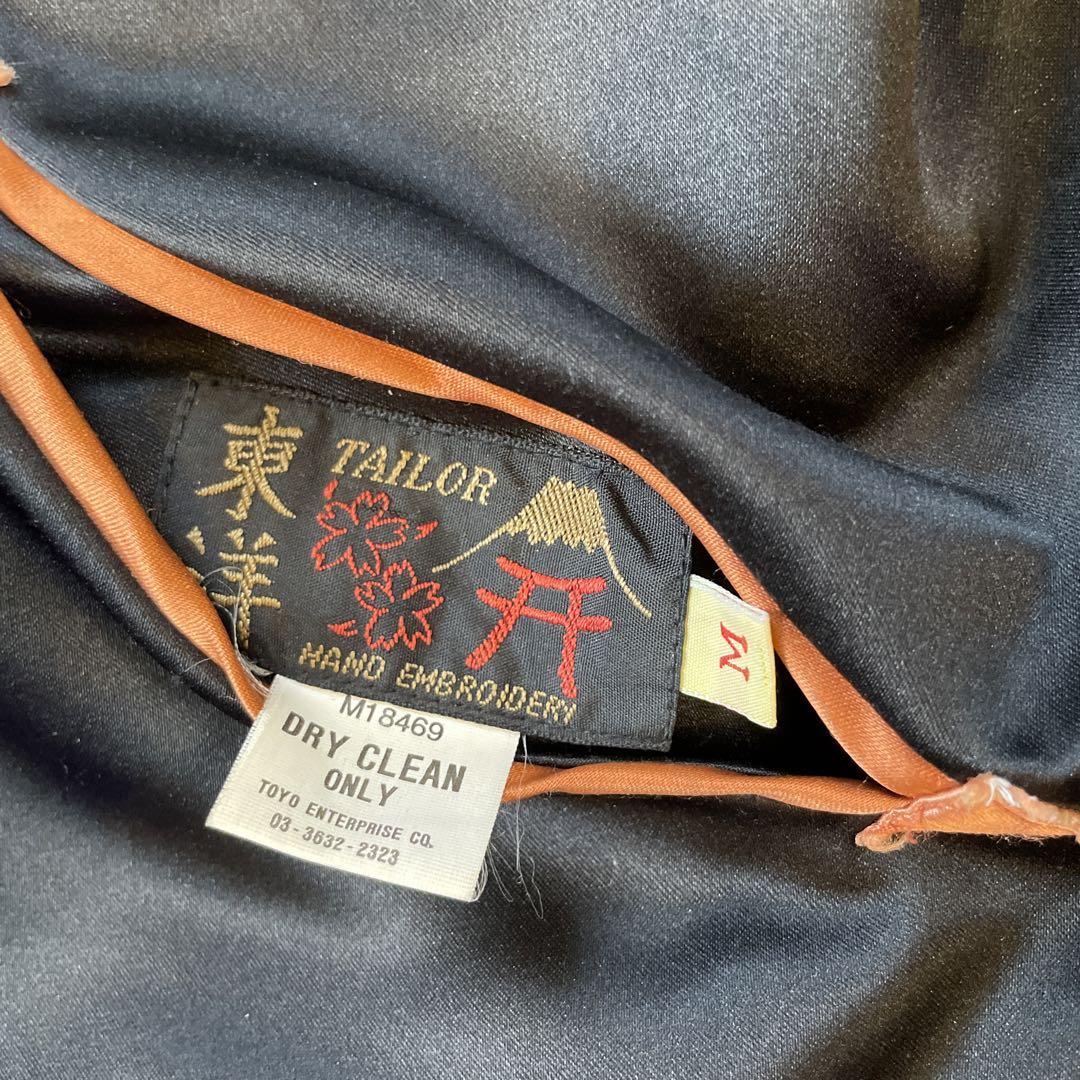 東洋
TAILOR
HAND EMBROIDERY
M
M18469
DRY CLEAN
ONLY
TOYO ENTERPRISE CO.
03-3632-2323